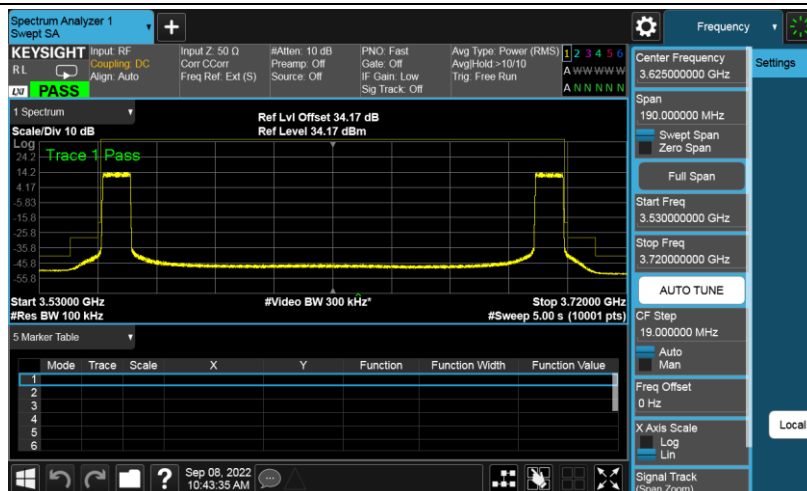 Spectrum Analyzer 1
Swept SA
+
Frequency
KEYSIGHT
RL
LXI PASS
Input: RF
Coupling: DC
Align: Auto
Input Z: 50 Ω
Corr CCorr
Freq Ref: Ext (S)
#Atten: 10 dB
Preamp: Off
Source: Off
PNO: Fast
Gate: Off
IF Gain: Low
Sig Track: Off
Avg Type: Power (RMS)
Avg|Hold:>10/10
Trig: Free Run
1 2 3 4 5 6
A W W W W W
A N N N N N
1 Spectrum
Scale/Div 10 dB
Ref Lvl Offset 34.17 dB
Ref Level 34.17 dBm
Log
Trace 1 Pass
24.2
14.2
4.17
-5.83
-15.8
-25.8
-35.8
-45.8
-55.8
Start 3.53000 GHz
#Res BW 100 kHz
#Video BW 300 kHz*
Stop 3.72000 GHz
#Sweep 5.00 s (10001 pts)
5 Marker Table
Mode Trace Scale X Y Function Function Width Function Value
1
2
3
4
5
6
Center Frequency
3.625000000 GHz
Settings
Span
190.000000 MHz
Swept Span
Zero Span
Full Span
Start Freq
3.530000000 GHz
Stop Freq
3.720000000 GHz
AUTO TUNE
CF Step
19.000000 MHz
Auto
Man
Freq Offset
0 Hz
X Axis Scale
Log
Lin
Local
Signal Track
(Span Zoom)
?
Sep 08, 2022
10:43:35 AM